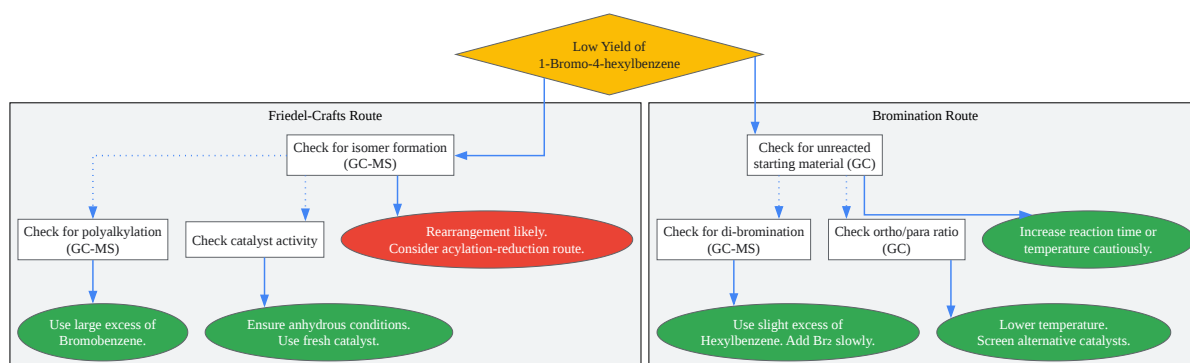 Low Yield of
1-Bromo-4-hexylbenzene
Friedel-Crafts Route
Check for isomer formation
(GC-MS)
Check for polyalkylation
(GC-MS)
Check catalyst activity
Rearrangement likely.
Consider acylation-reduction route.
Use large excess of
Bromobenzene.
Ensure anhydrous conditions.
Use fresh catalyst.
Bromination Route
Check for unreacted
starting material (GC)
Check for di-bromination
(GC-MS)
Check ortho/para ratio
(GC)
Increase reaction time or
temperature cautiously.
Use slight excess of
Hexylbenzene. Add Br₂ slowly.
Lower temperature.
Screen alternative catalysts.